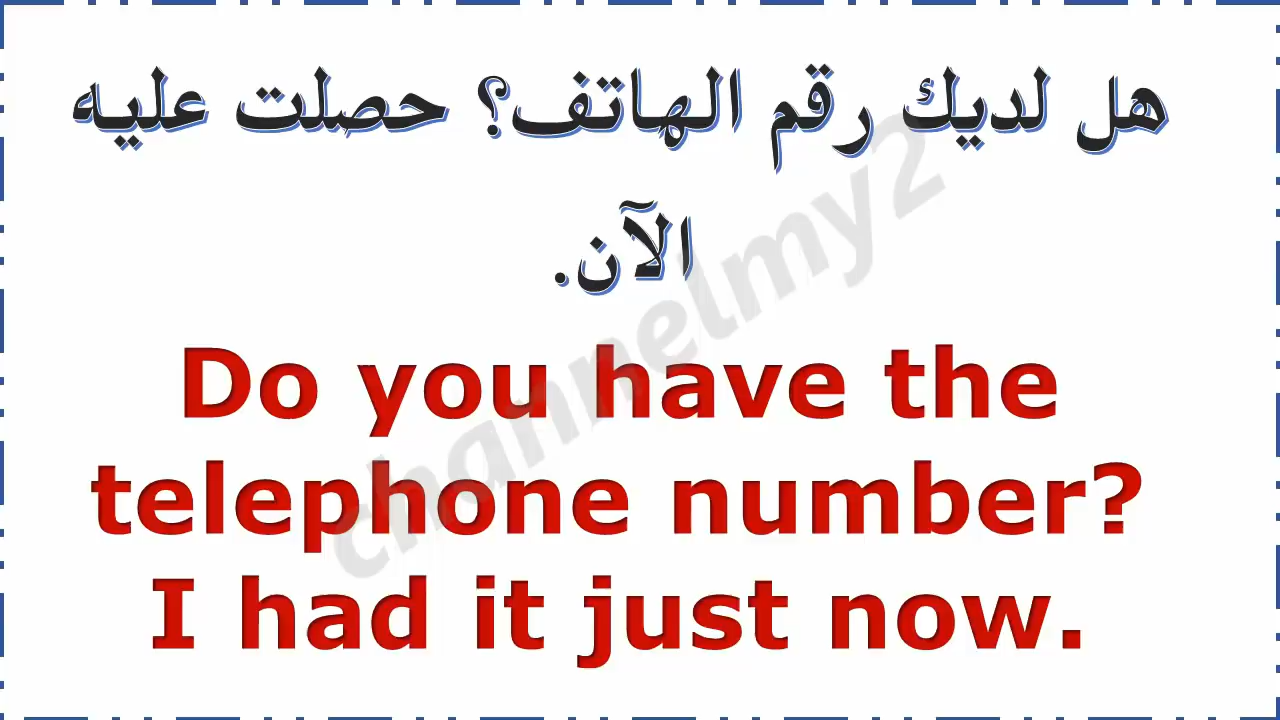 هل لديك رقم الهاتف؟ حصلت عليه
الآن.
Do you have the
telephone number?
I had it just now.
channelmy2